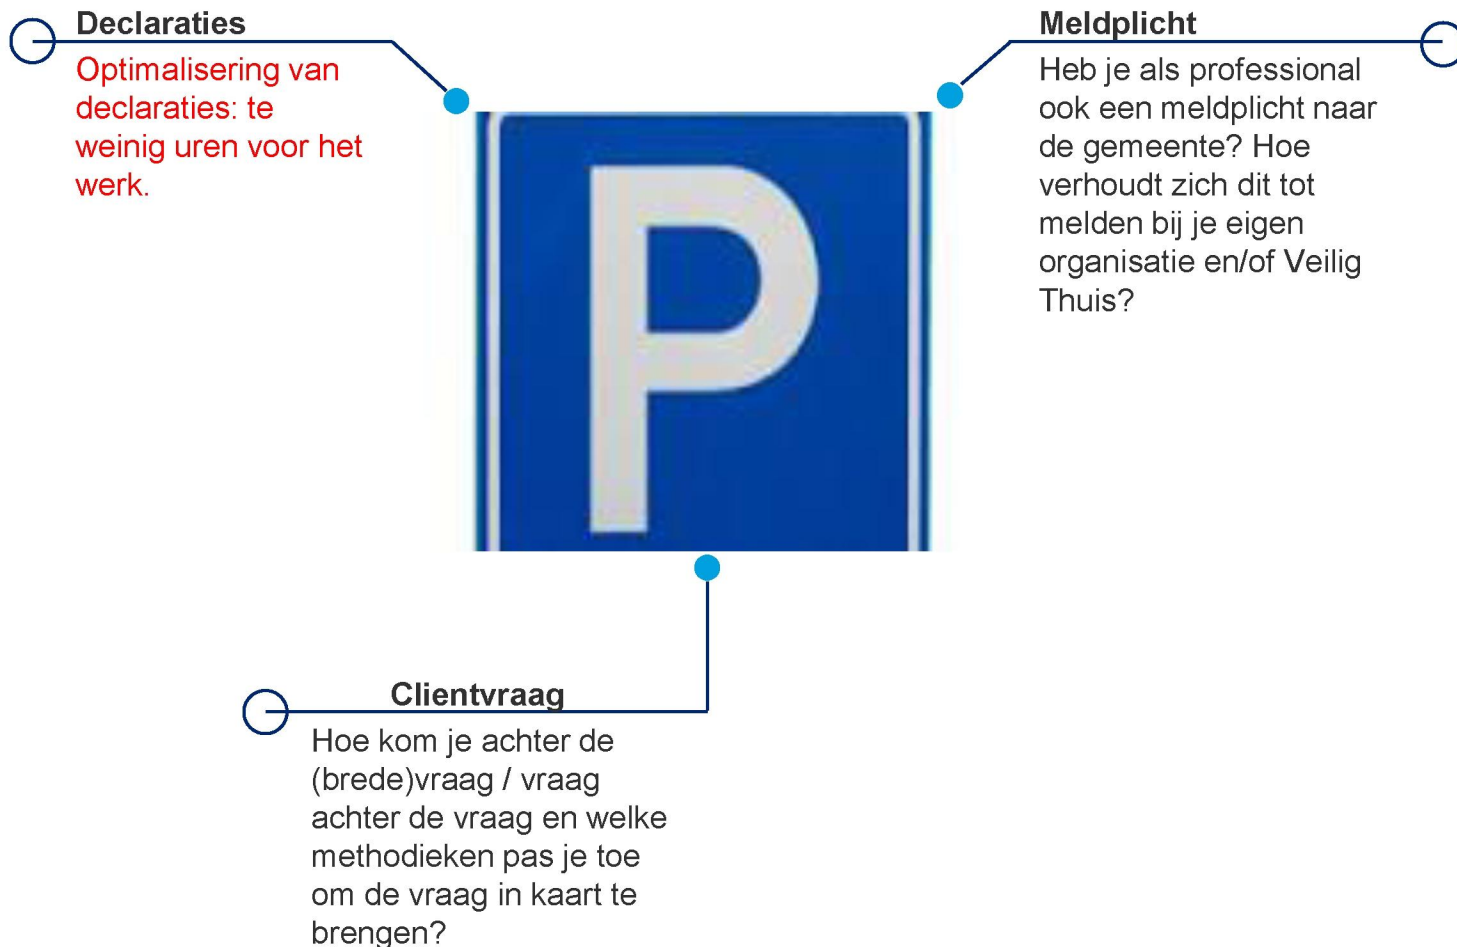 Declaraties
Optimalisering van
declaraties: te
weinig uren voor het
werk.
Meldplicht
Heb je als professional
ook een meldplicht naar
de gemeente? Hoe
verhoudt zich dit tot
melden bij je eigen
organisatie en/of Veilig
Thuis?
P
Clientvraag
Hoe kom je achter de
(brede)vraag / vraag
achter de vraag en welke
methodieken pas je toe
om de vraag in kaart te
brengen?